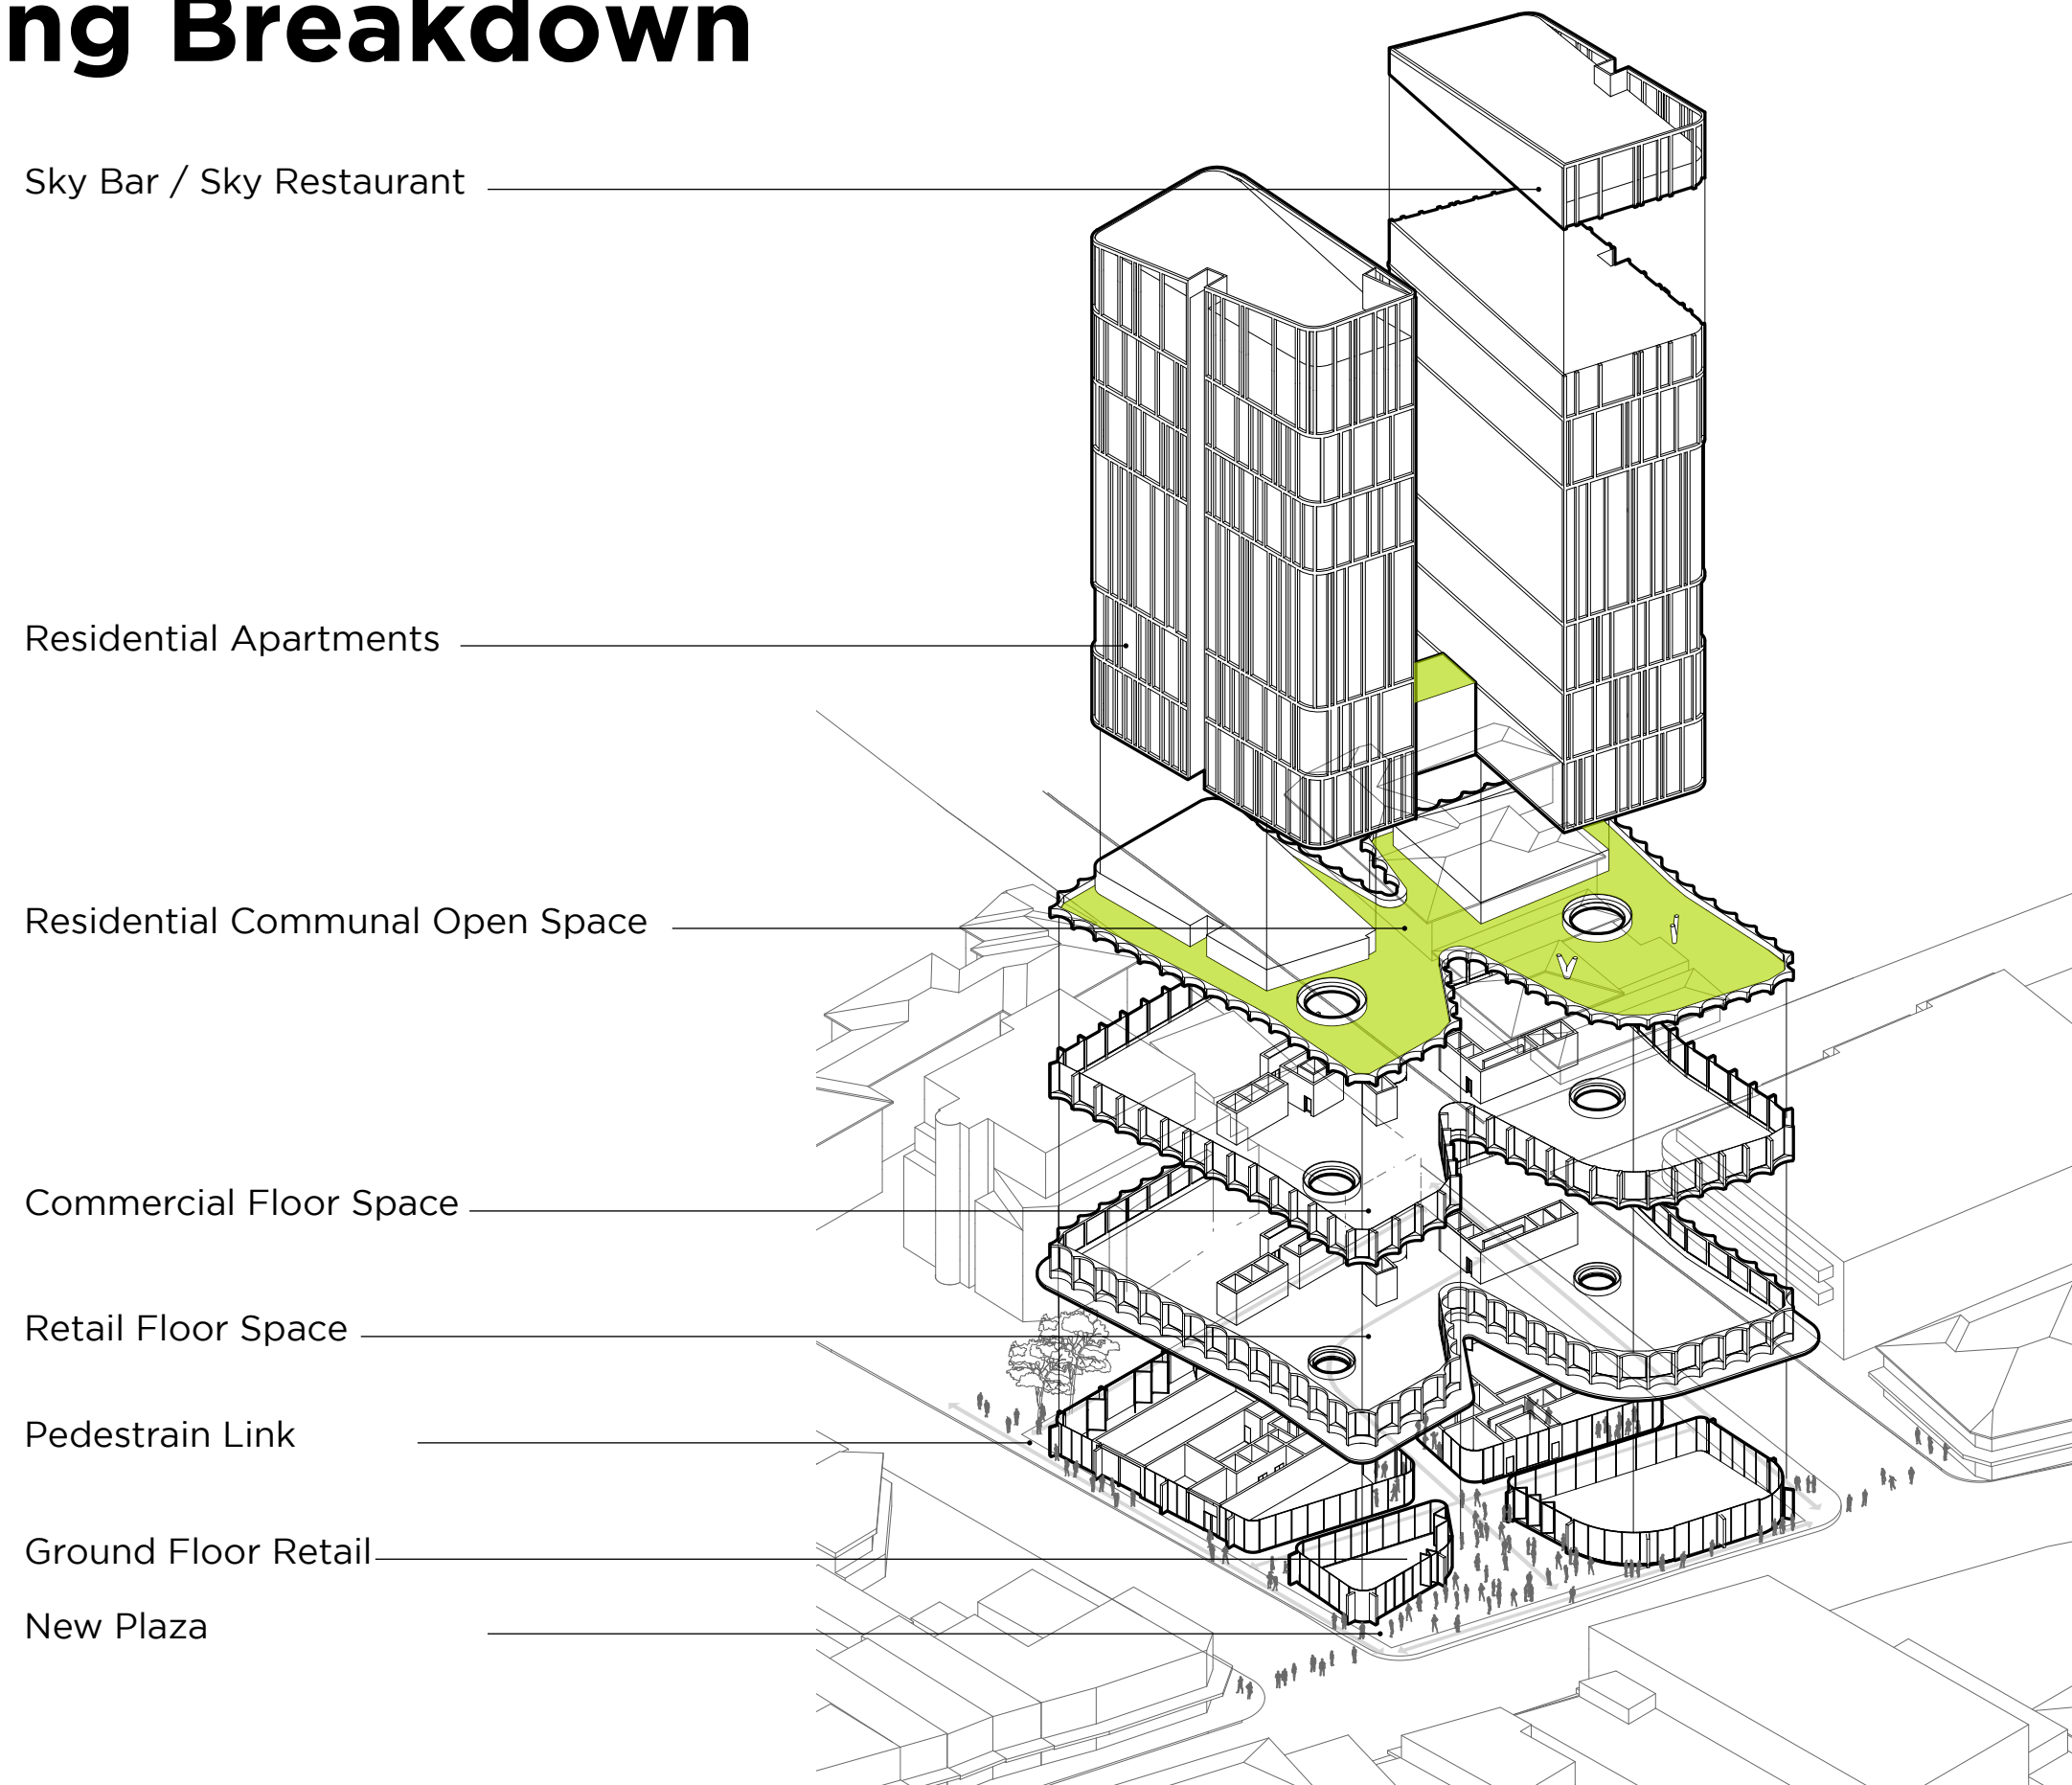 ng Breakdown
Sky Bar / Sky Restaurant
Residential Apartments
Residential Communal Open Space
Commercial Floor Space
Retail Floor Space
Pedestrain Link
Ground Floor Retail
New Plaza